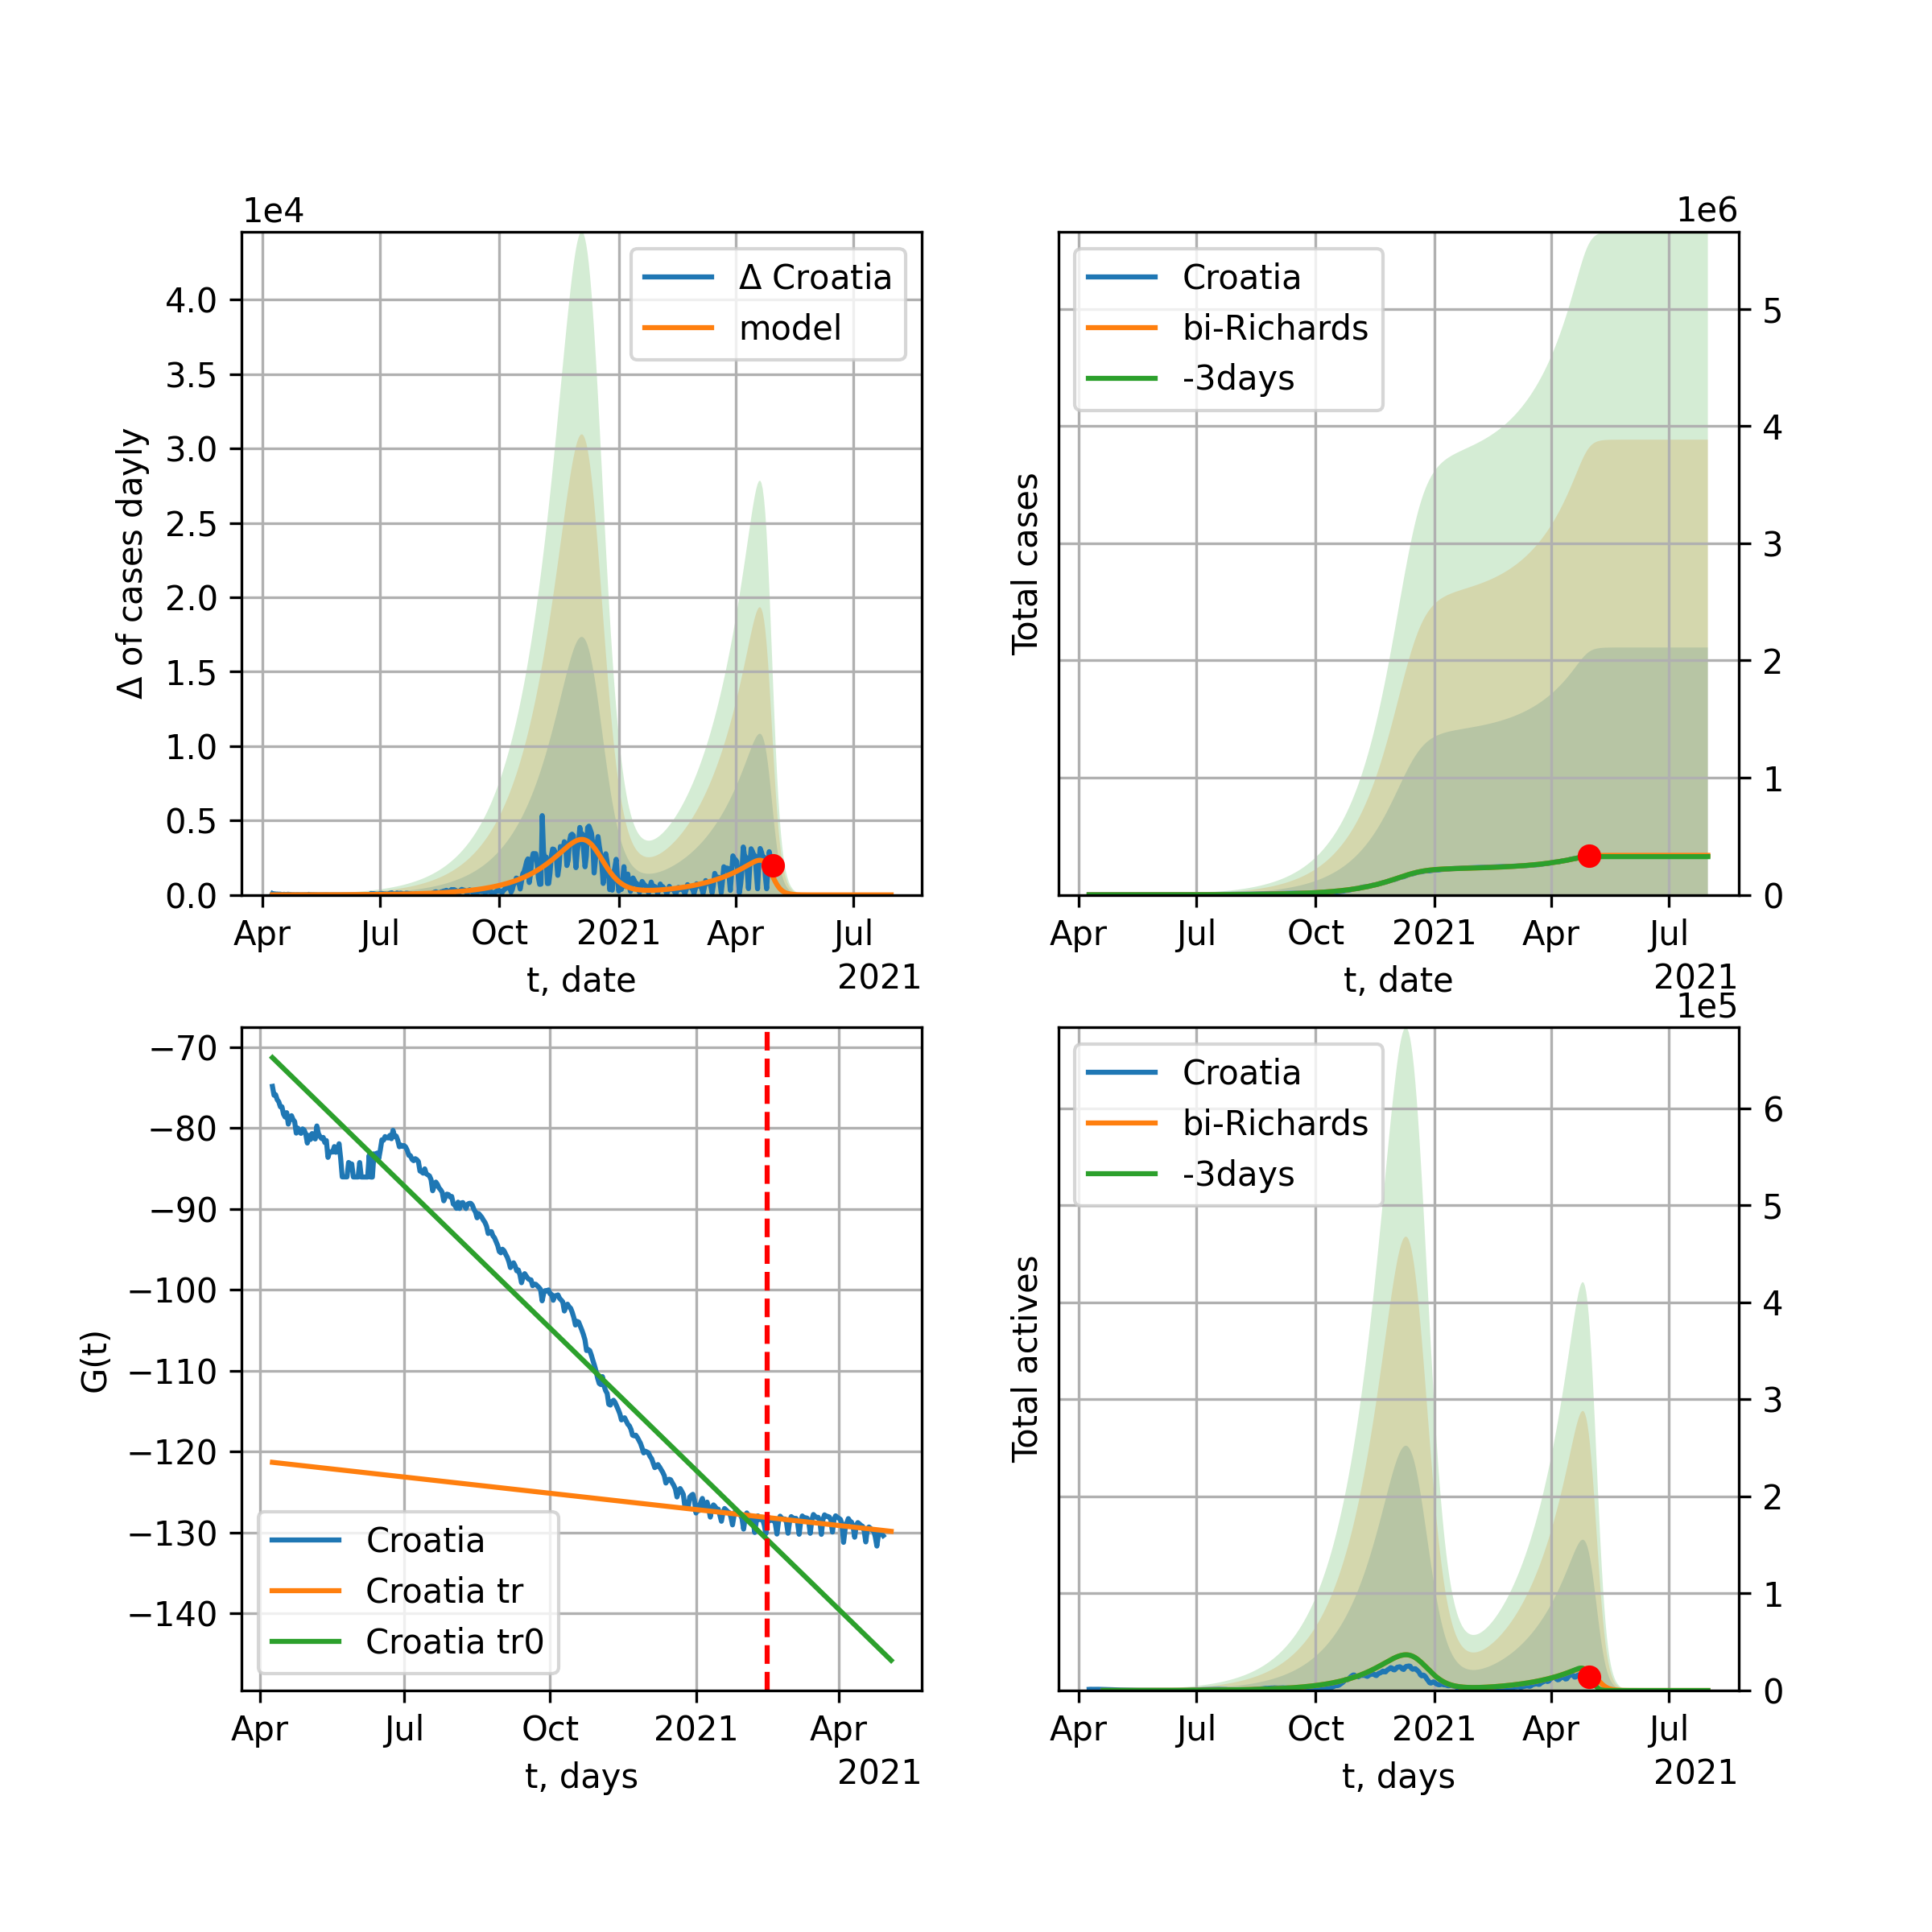 1e4
Δ Croatia
model
4.0
3.5
3.0
2.5
2.0
1.5
1.0
0.5
0.0
Δ of cases dayly
Apr
Jul
Oct
2021
Apr
Jul
t, date
2021
1e6
Croatia
bi-Richards
-3days
5
4
3
2
1
0
Total cases
Apr
Jul
Oct
2021
Apr
Jul
t, date
2021
−70
−80
−90
−100
−110
−120
−130
−140
G(t)
Croatia
Croatia tr
Croatia tr0
Apr
Jul
Oct
2021
Apr
t, days
2021
1e5
Croatia
bi-Richards
-3days
6
5
4
3
2
1
0
Total actives
Apr
Jul
Oct
2021
Apr
Jul
t, days
2021